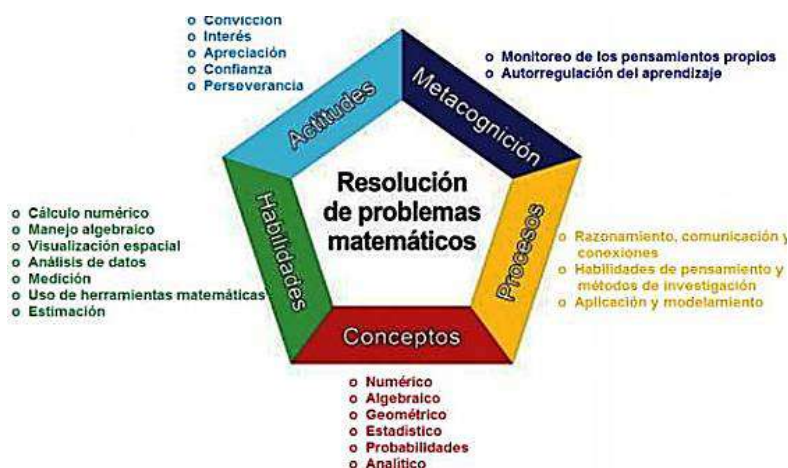 o Convicción
o Interés
o Apreciación
o Confianza
o Perseverancia
Actitudes
Metacognición
o Monitoreo de los pensamientos propios
o Autorregulación del aprendizaje
Resolución
de problemas
matemáticos
Habilidades
o Cálculo numérico
o Manejo algebraico
o Visualización espacial
o Análisis de datos
o Medición
o Uso de herramientas matemáticas
o Estimación
Procesos
o Razonamiento, comunicación y
conexiones
o Habilidades de pensamiento y
métodos de investigación
o Aplicación y modelamiento
Conceptos
o Numérico
o Algebraico
o Geométrico
o Estadístico
o Probabilidades
o Analítico